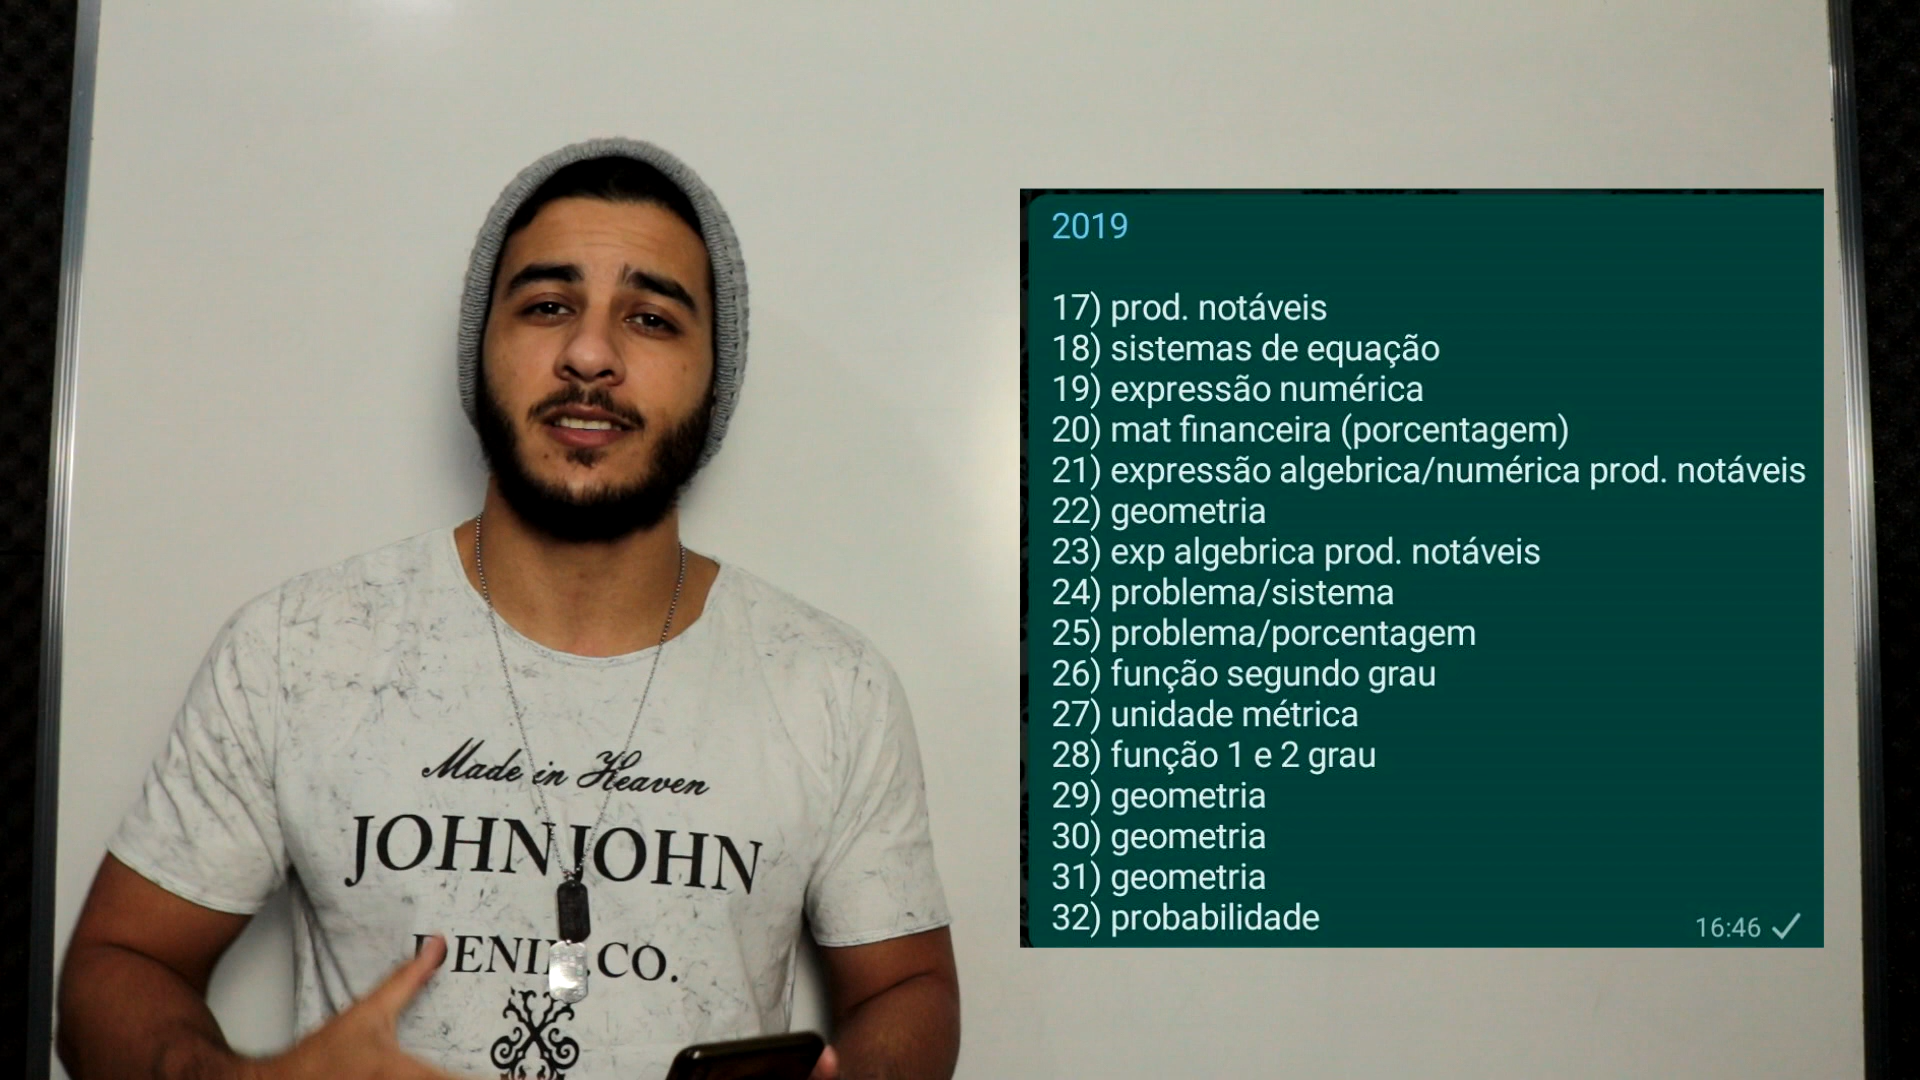 2019
17) prod. notáveis
18) sistemas de equação
19) expressão numérica
20) mat financeira (porcentagem)
21) expressão algebrica/numérica prod. notáveis
22) geometria
23) exp algebrica prod. notáveis
24) problema/sistema
25) problema/porcentagem
26) função segundo grau
27) unidade métrica
28) função 1 e 2 grau
29) geometria
30) geometria
31) geometria
32) probabilidade
16:46
Made in Heaven
JOHN JOHN
DENIM.CO.